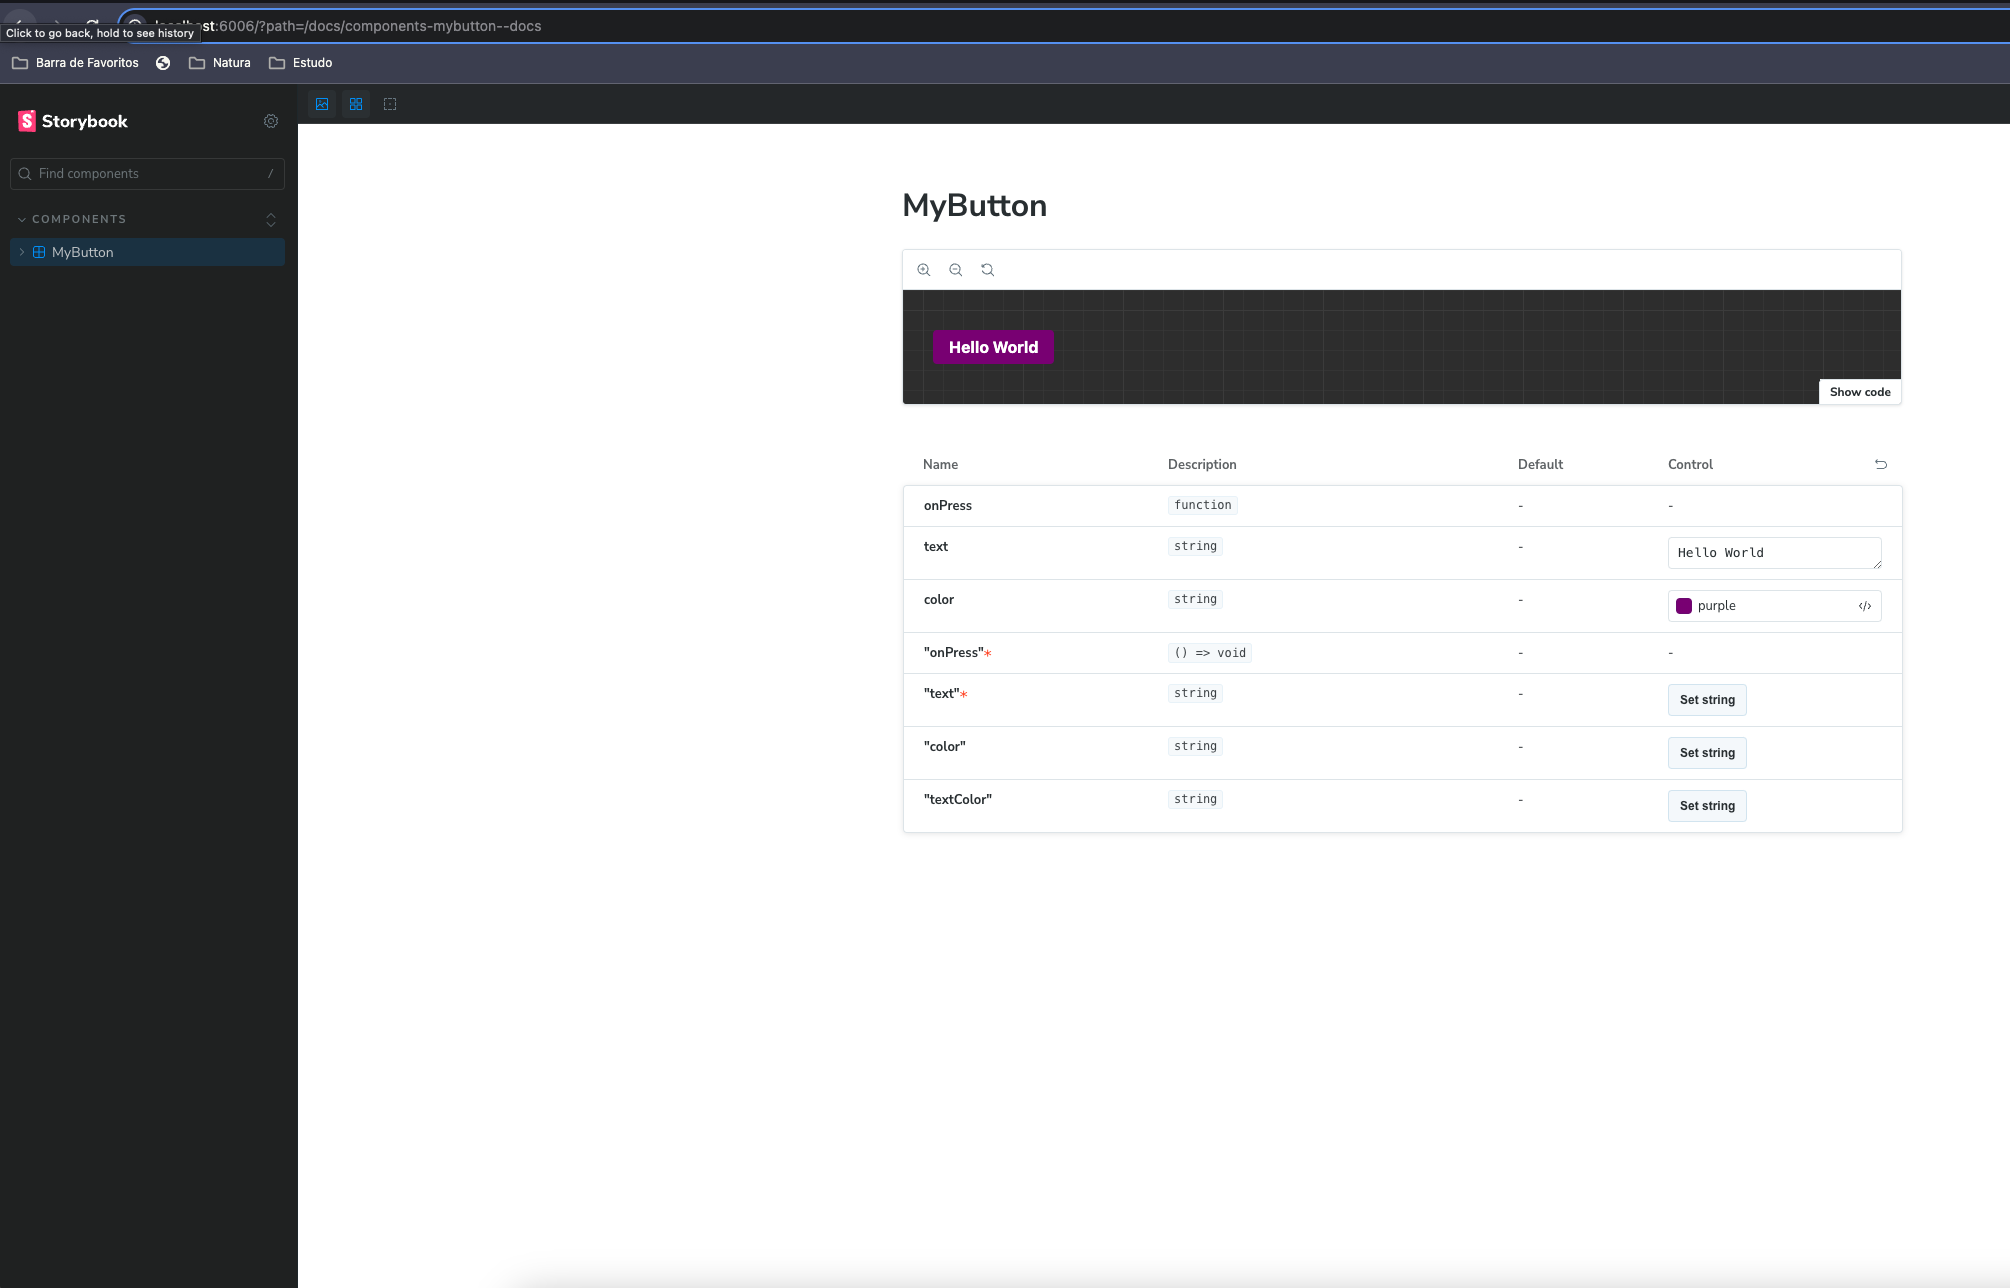 localhost:6006/?path=/docs/components-mybutton--docs
Click to go back, hold to see history
Barra de Favoritos
Natura
Estudo
Storybook
Find components
/
COMPONENTS
MyButton
MyButton
Hello World
Show code
Name Description Default Control
onPress function - -
text string - Hello World
color string - purple
"onPress"* () => void - -
"text"* string - Set string
"color" string - Set string
"textColor" string - Set string